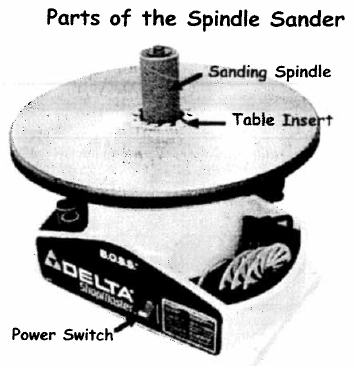 Parts of the Spindle Sander
Sanding Spindle
Table Insert
B.O.S.S.
DELTA
ShopMaster
Power Switch